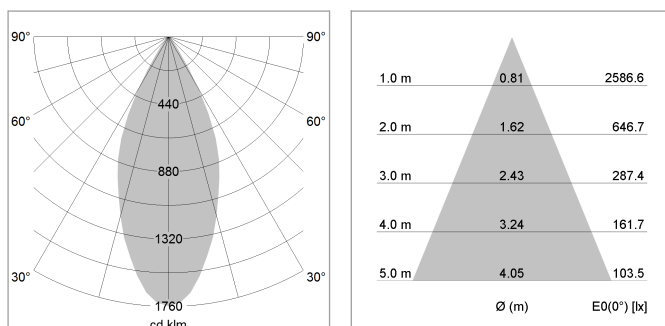 90° 90°
440
60° 60°
880
1320
30° 30°
1760
cd klm
1.0 m 0.81 2586.6
2.0 m 1.62 646.7
3.0 m 2.43 287.4
4.0 m 3.24 161.7
5.0 m 4.05 103.5
Ø (m) E0(0°) [lx]